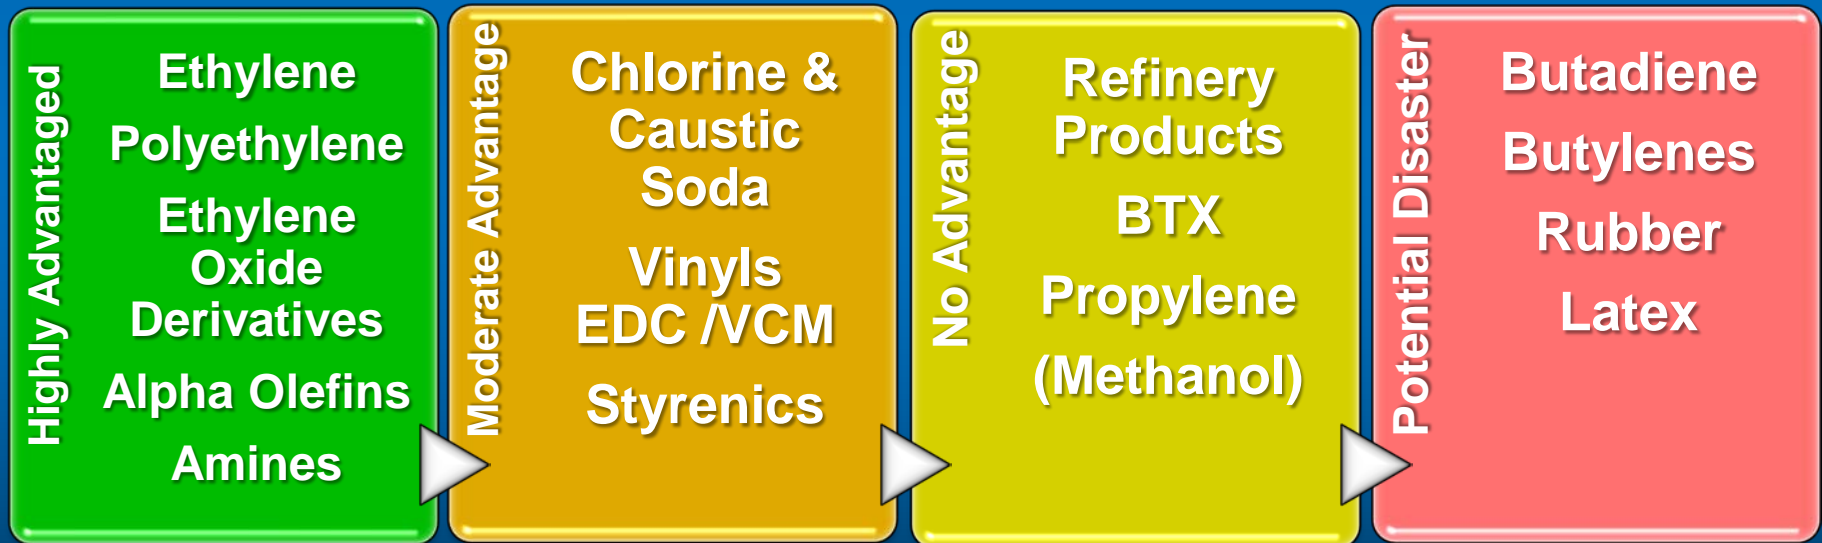 Highly Advantaged
Ethylene
Polyethylene
Ethylene
Oxide
Derivatives
Alpha Olefins
Amines
Moderate Advantage
Chlorine &
Caustic
Soda
Vinyls
EDC /VCM
Styrenics
No Advantage
Refinery
Products
BTX
Propylene
(Methanol)
Potential Disaster
Butadiene
Butylenes
Rubber
Latex